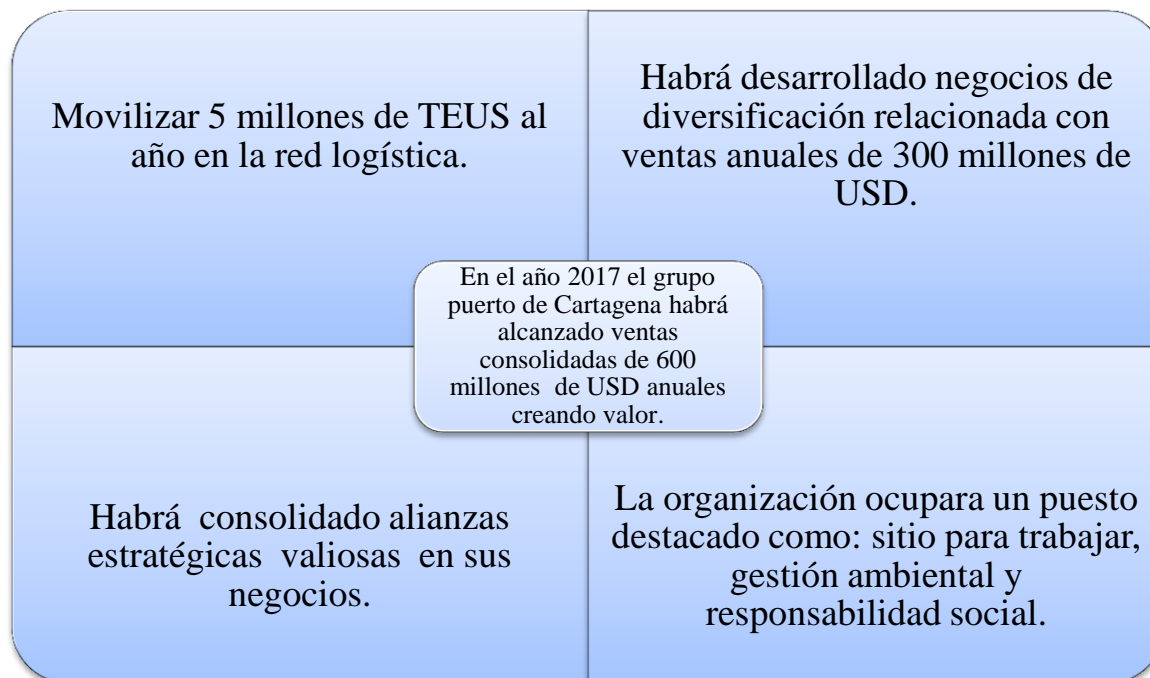 Movilizar 5 millones de TEUS al
año en la red logística.
Habrá desarrollado negocios de
diversificación relacionada con
ventas anuales de 300 millones de
USD.
En el año 2017 el grupo
puerto de Cartagena habrá
alcanzado ventas
consolidadas de 600
millones de USD anuales
creando valor.
Habrá consolidado alianzas
estratégicas valiosas en sus
negocios.
La organización ocupara un puesto
destacado como: sitio para trabajar,
gestión ambiental y
responsabilidad social.